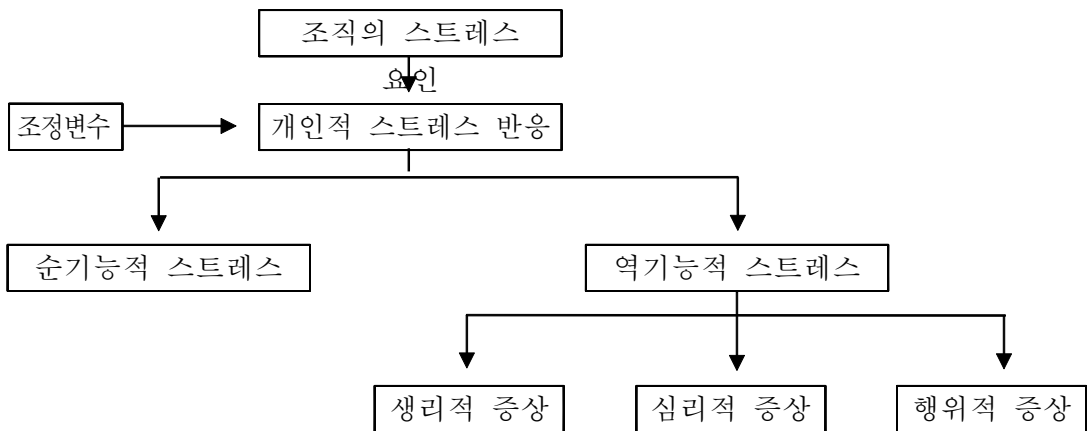 조직의 스트레스
요인
조정변수
개인적 스트레스 반응
순기능적 스트레스
역기능적 스트레스
생리적 증상
심리적 증상
행위적 증상